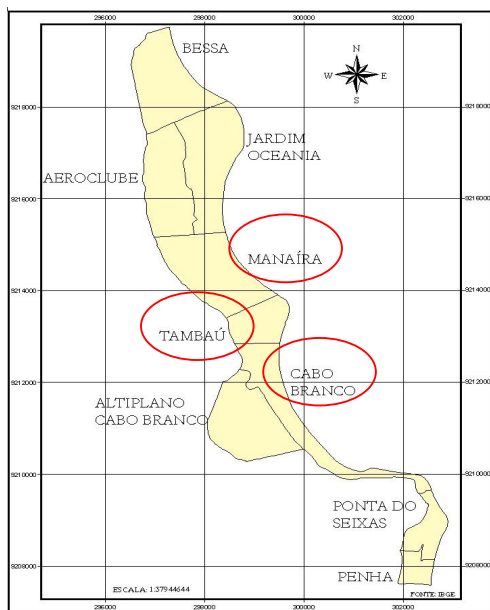 296000 298000 300000 302000
BESSA
N
W E
S
9218000 9218000
JARDIM
OCEANIA
AEROCLUBE
9216000 9216000
MANAÍRA
9214000 9214000
TAMBAÚ
CABO
BRANCO
9212000 9212000
ALTIPLANO
CABO BRANCO
9210000 9210000
PONTA DO
SEIXAS
9208000 9208000
PENHA
ESCALA: 1:37944644
FONTE: IBGE
296000 298000 300000 302000